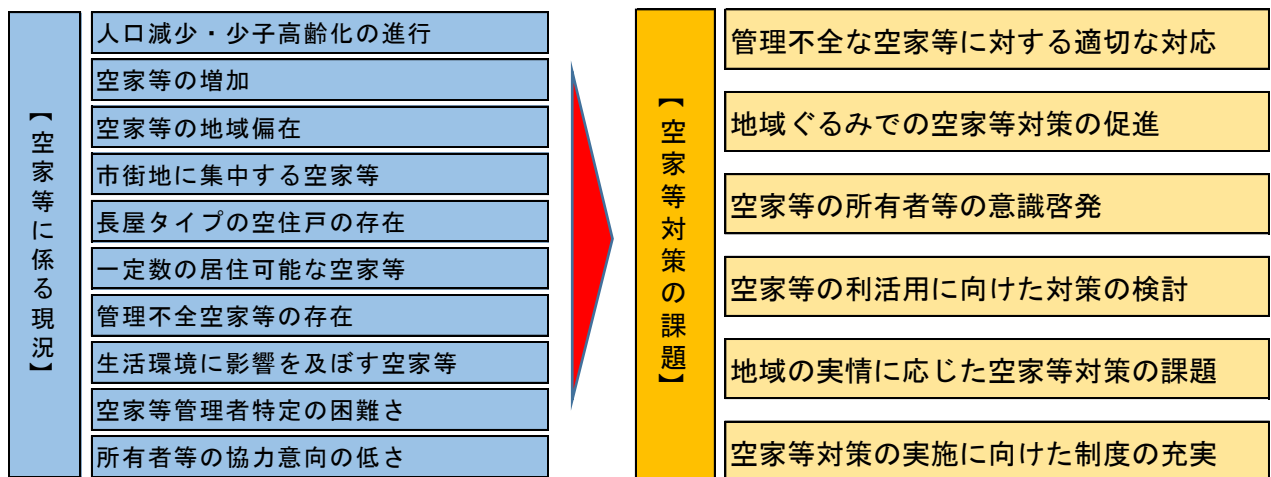 【空家等に係る現況】
人口減少・少子高齢化の進行
空家等の増加
空家等の地域偏在
市街地に集中する空家等
長屋タイプの空住戸の存在
一定数の居住可能な空家等
管理不全空家等の存在
生活環境に影響を及ぼす空家等
空家等管理者特定の困難さ
所有者等の協力意向の低さ
【空家等対策の課題】
管理不全な空家等に対する適切な対応
地域ぐるみでの空家等対策の促進
空家等の所有者等の意識啓発
空家等の利活用に向けた対策の検討
地域の実情に応じた空家等対策の課題
空家等対策の実施に向けた制度の充実